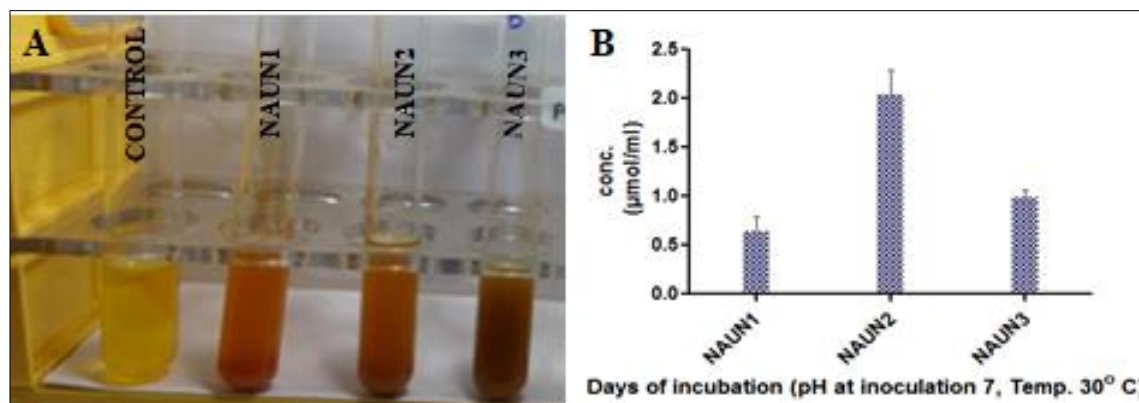 A
CONTROL
NAUN1
NAUN2
NAUN3
B
2.5
2.0
1.5
1.0
0.5
0.0
conc.
(µmol/ml)
NAUN1
NAUN2
NAUN3
Days of incubation (pH at inoculation 7, Temp. 30° C)